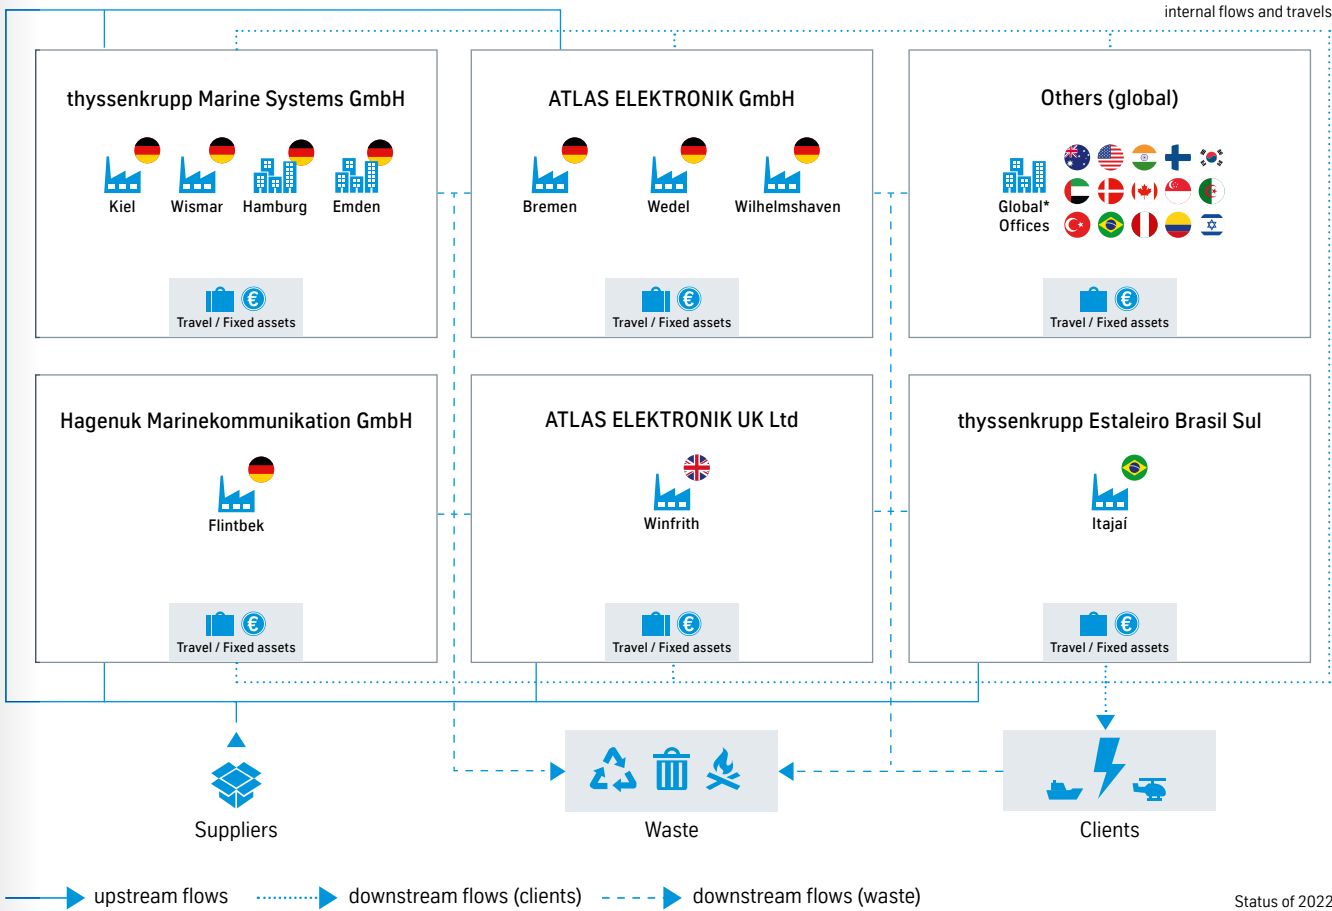 internal flows and travels
thyssenkrupp Marine Systems GmbH
Kiel
Wismar
Hamburg
Emden
€
Travel / Fixed assets
ATLAS ELEKTRONIK GmbH
Bremen
Wedel
Wilhelmshaven
€
Travel / Fixed assets
Others (global)
Global*
Offices
€
Travel / Fixed assets
Hagenuk Marinekommunikation GmbH
Flintbek
€
Travel / Fixed assets
ATLAS ELEKTRONIK UK Ltd
Winfrith
€
Travel / Fixed assets
thyssenkrupp Estaleiro Brasil Sul
Itajaí
€
Travel / Fixed assets
Suppliers
Waste
Clients
upstream flows
downstream flows (clients)
downstream flows (waste)
Status of 2022